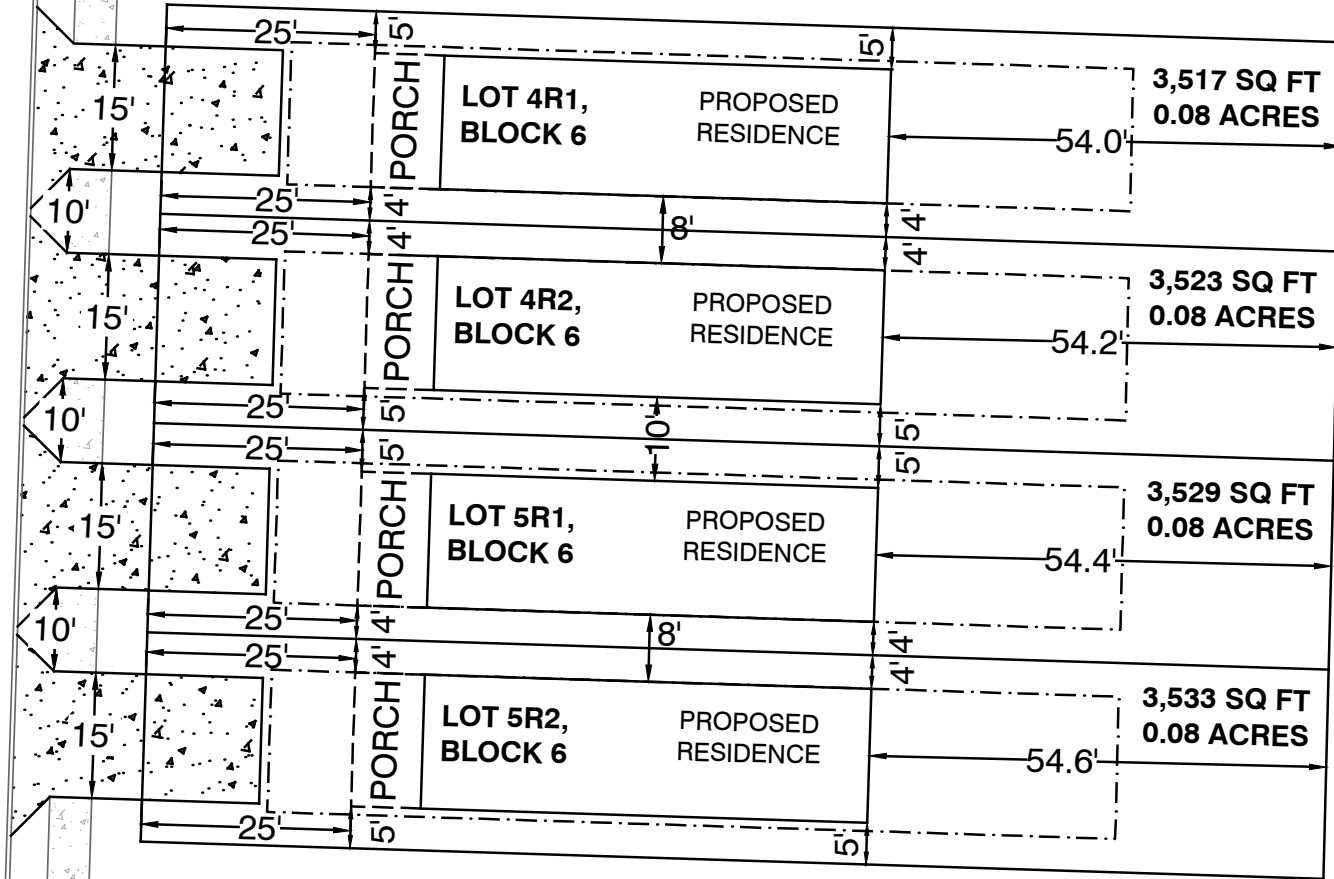 25'
5'
5'
15'
PORCH
LOT 4R1,
BLOCK 6
PROPOSED
RESIDENCE
3,517 SQ FT
0.08 ACRES
54.0'
25'
4'
10'
8'
4'
25'
4'
4'
15'
PORCH
LOT 4R2,
BLOCK 6
PROPOSED
RESIDENCE
3,523 SQ FT
0.08 ACRES
54.2'
25'
5'
10'
10'
5'
25'
5'
5'
15'
PORCH
LOT 5R1,
BLOCK 6
PROPOSED
RESIDENCE
3,529 SQ FT
0.08 ACRES
54.4'
25'
4'
10'
8'
4'
25'
4'
4'
15'
PORCH
LOT 5R2,
BLOCK 6
PROPOSED
RESIDENCE
3,533 SQ FT
0.08 ACRES
54.6'
25'
5'
5'